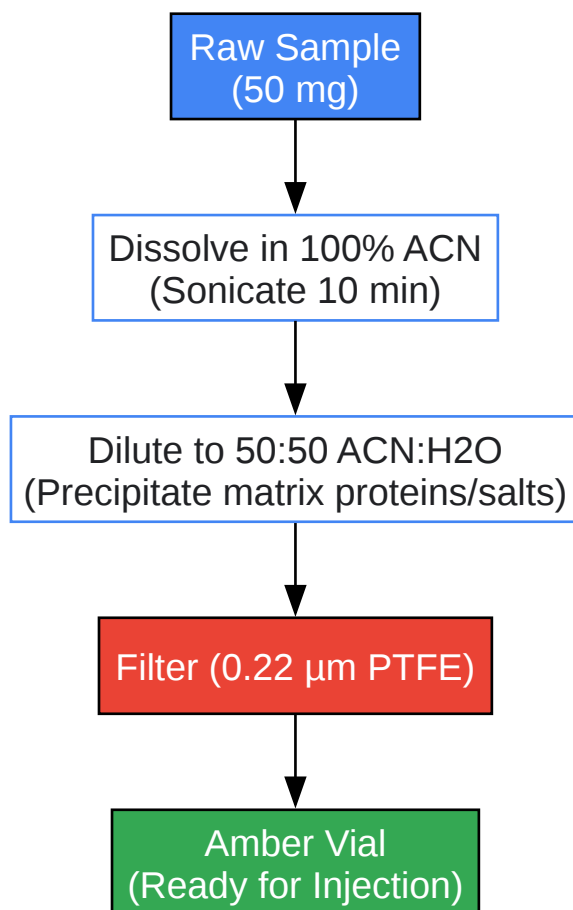 Raw Sample
(50 mg)
Dissolve in 100% ACN
(Sonicate 10 min)
Dilute to 50:50 ACN:H2O
(Precipitate matrix proteins/salts)
Filter (0.22 µm PTFE)
Amber Vial
(Ready for Injection)